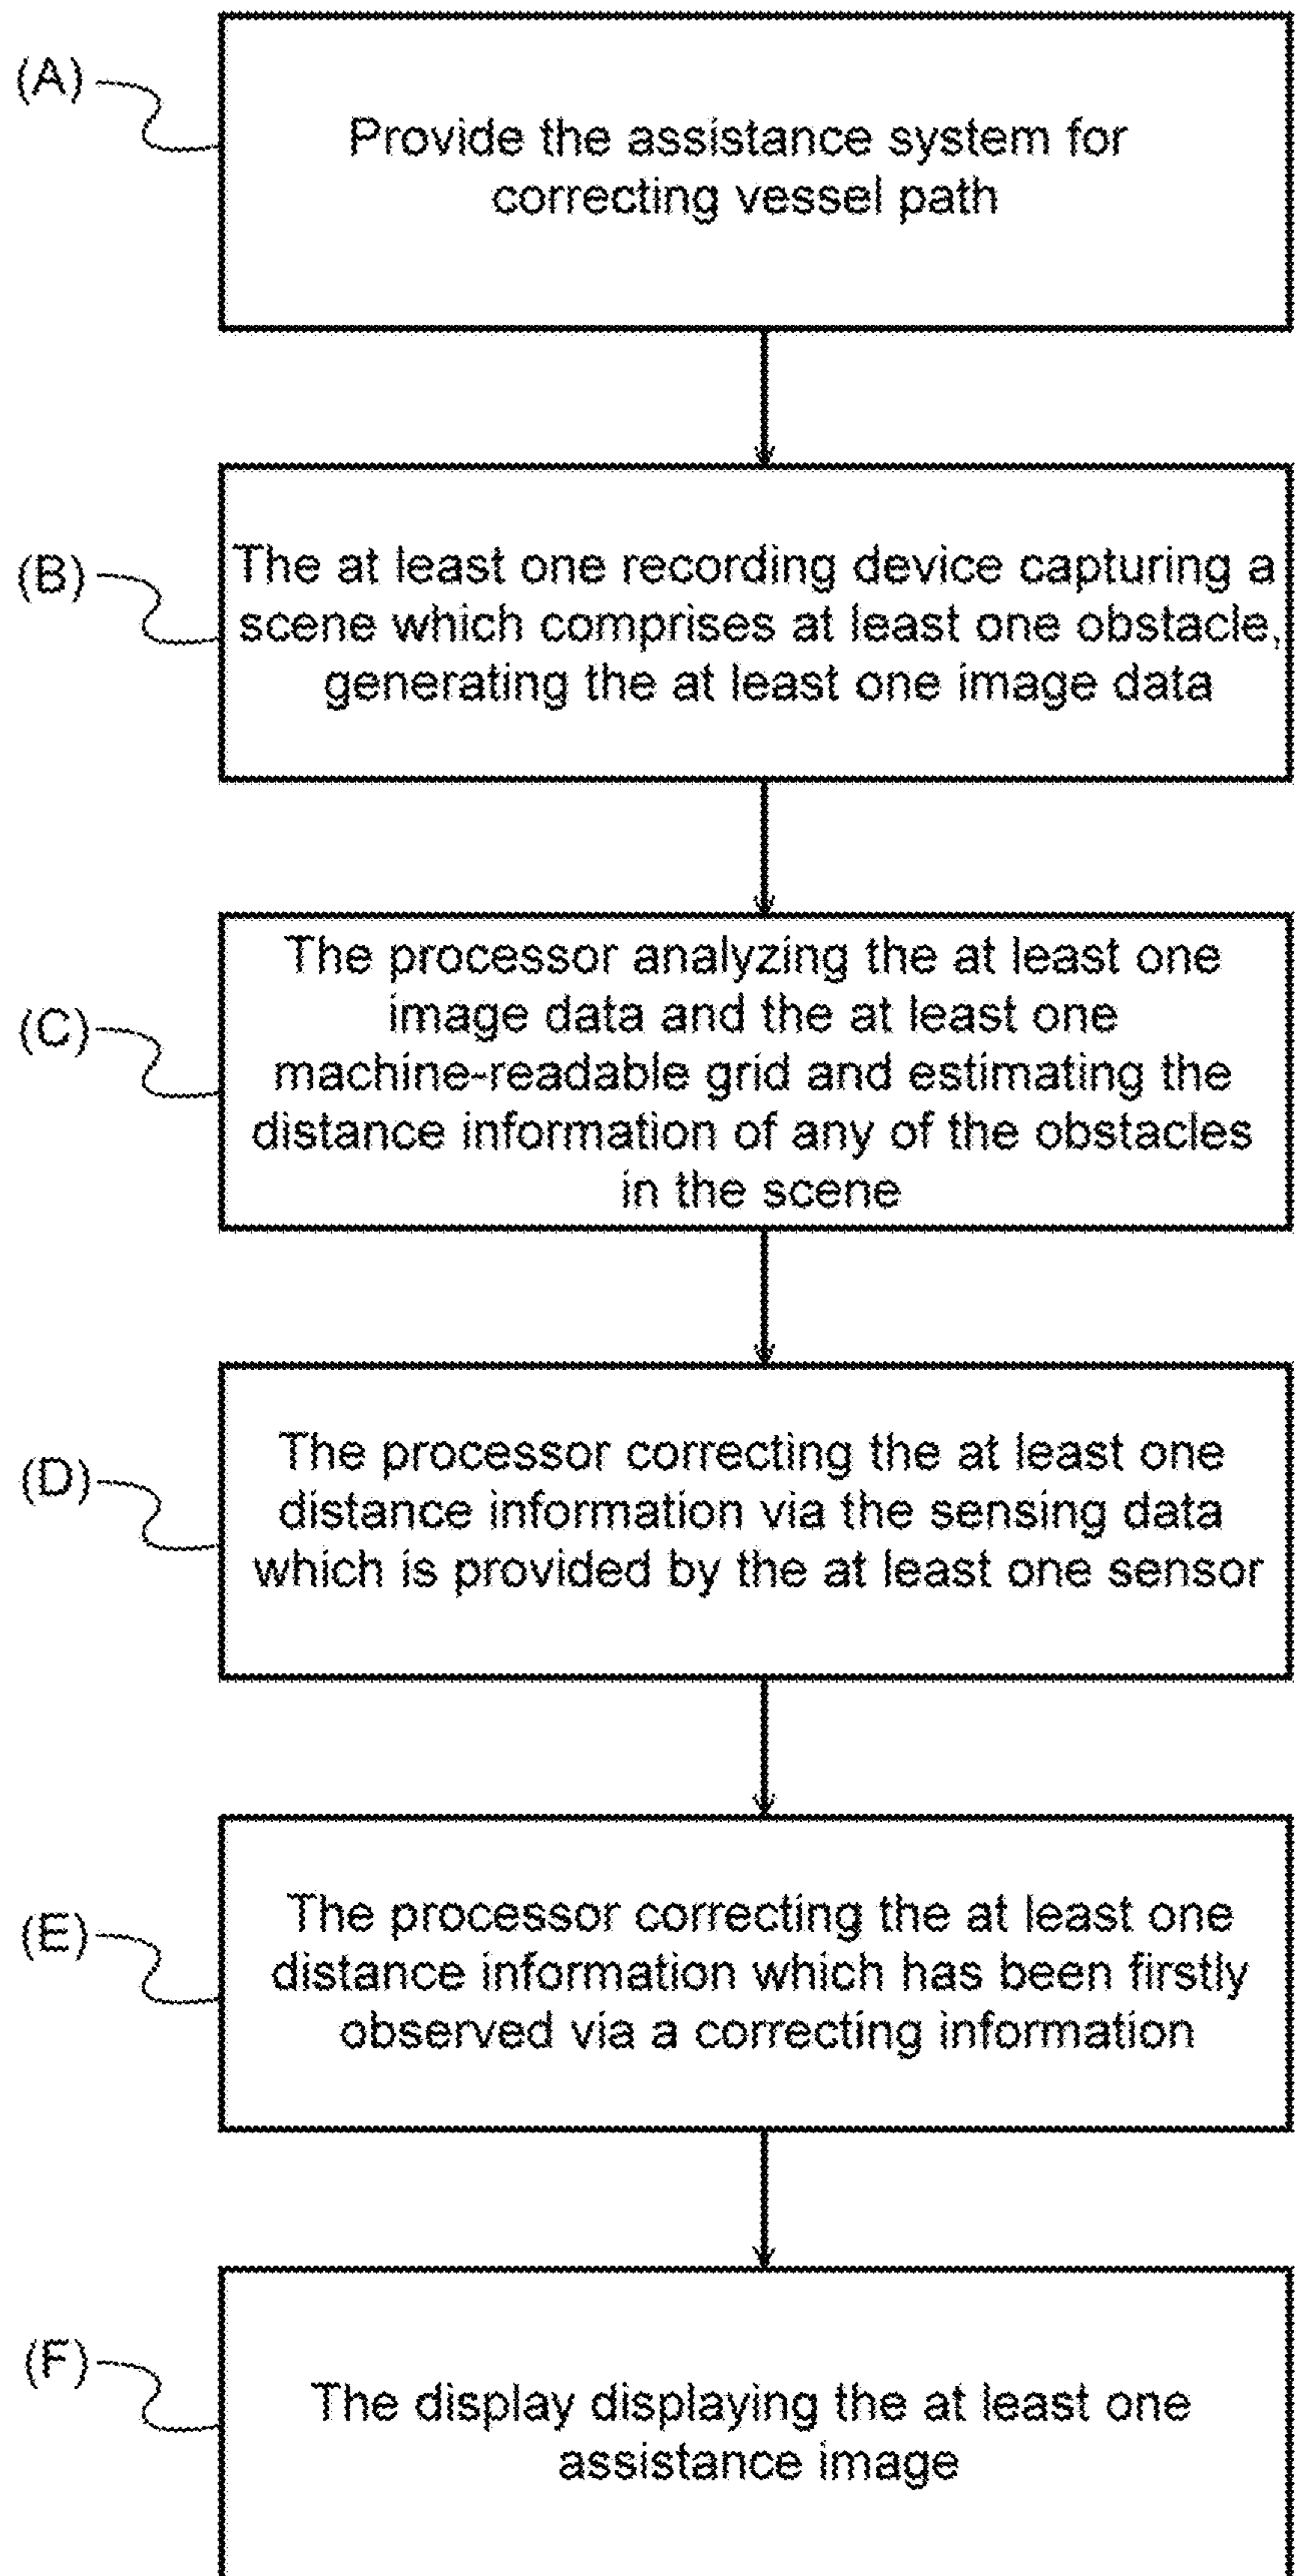 (A)
Provide the assistance system for
correcting vessel path
(B)
The at least one recording device capturing a
scene which comprises at least one obstacle,
generating the at least one image data
(C)
The processor analyzing the at least one
image data and the at least one
machine-readable grid and estimating the
distance information of any of the obstacles
in the scene
(D)
The processor correcting the at least one
distance information via the sensing data
which is provided by the at least one sensor
(E)
The processor correcting the at least one
distance information which has been firstly
observed via a correcting information
(F)
The display displaying the at least one
assistance image